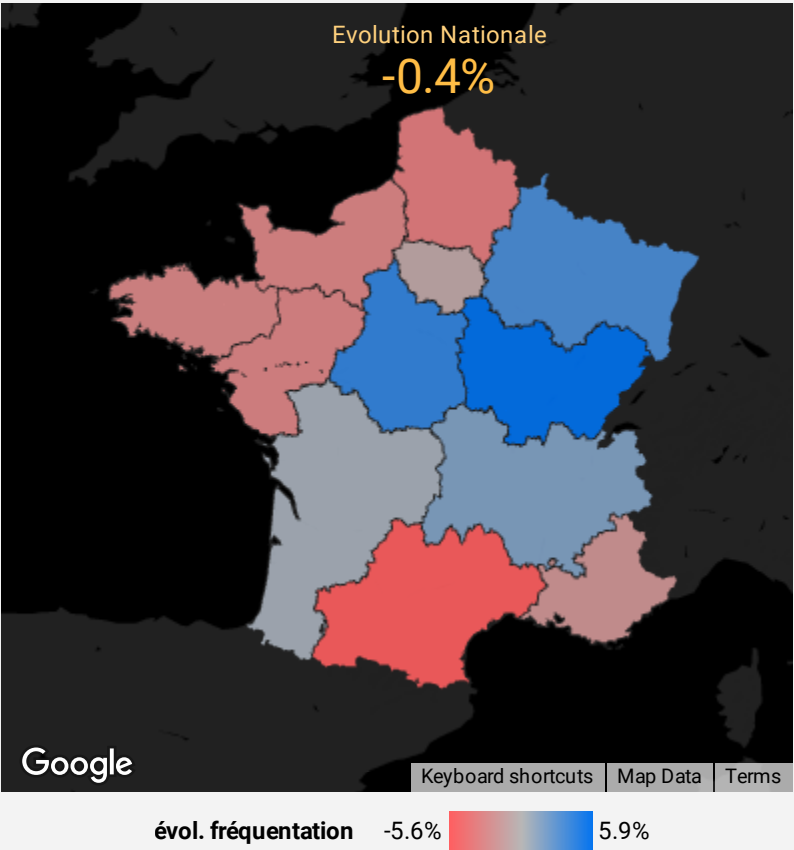 Evolution Nationale
-0.4%
Google
Keyboard shortcuts Map Data Terms
évol. fréquentation -5.6% 5.9%